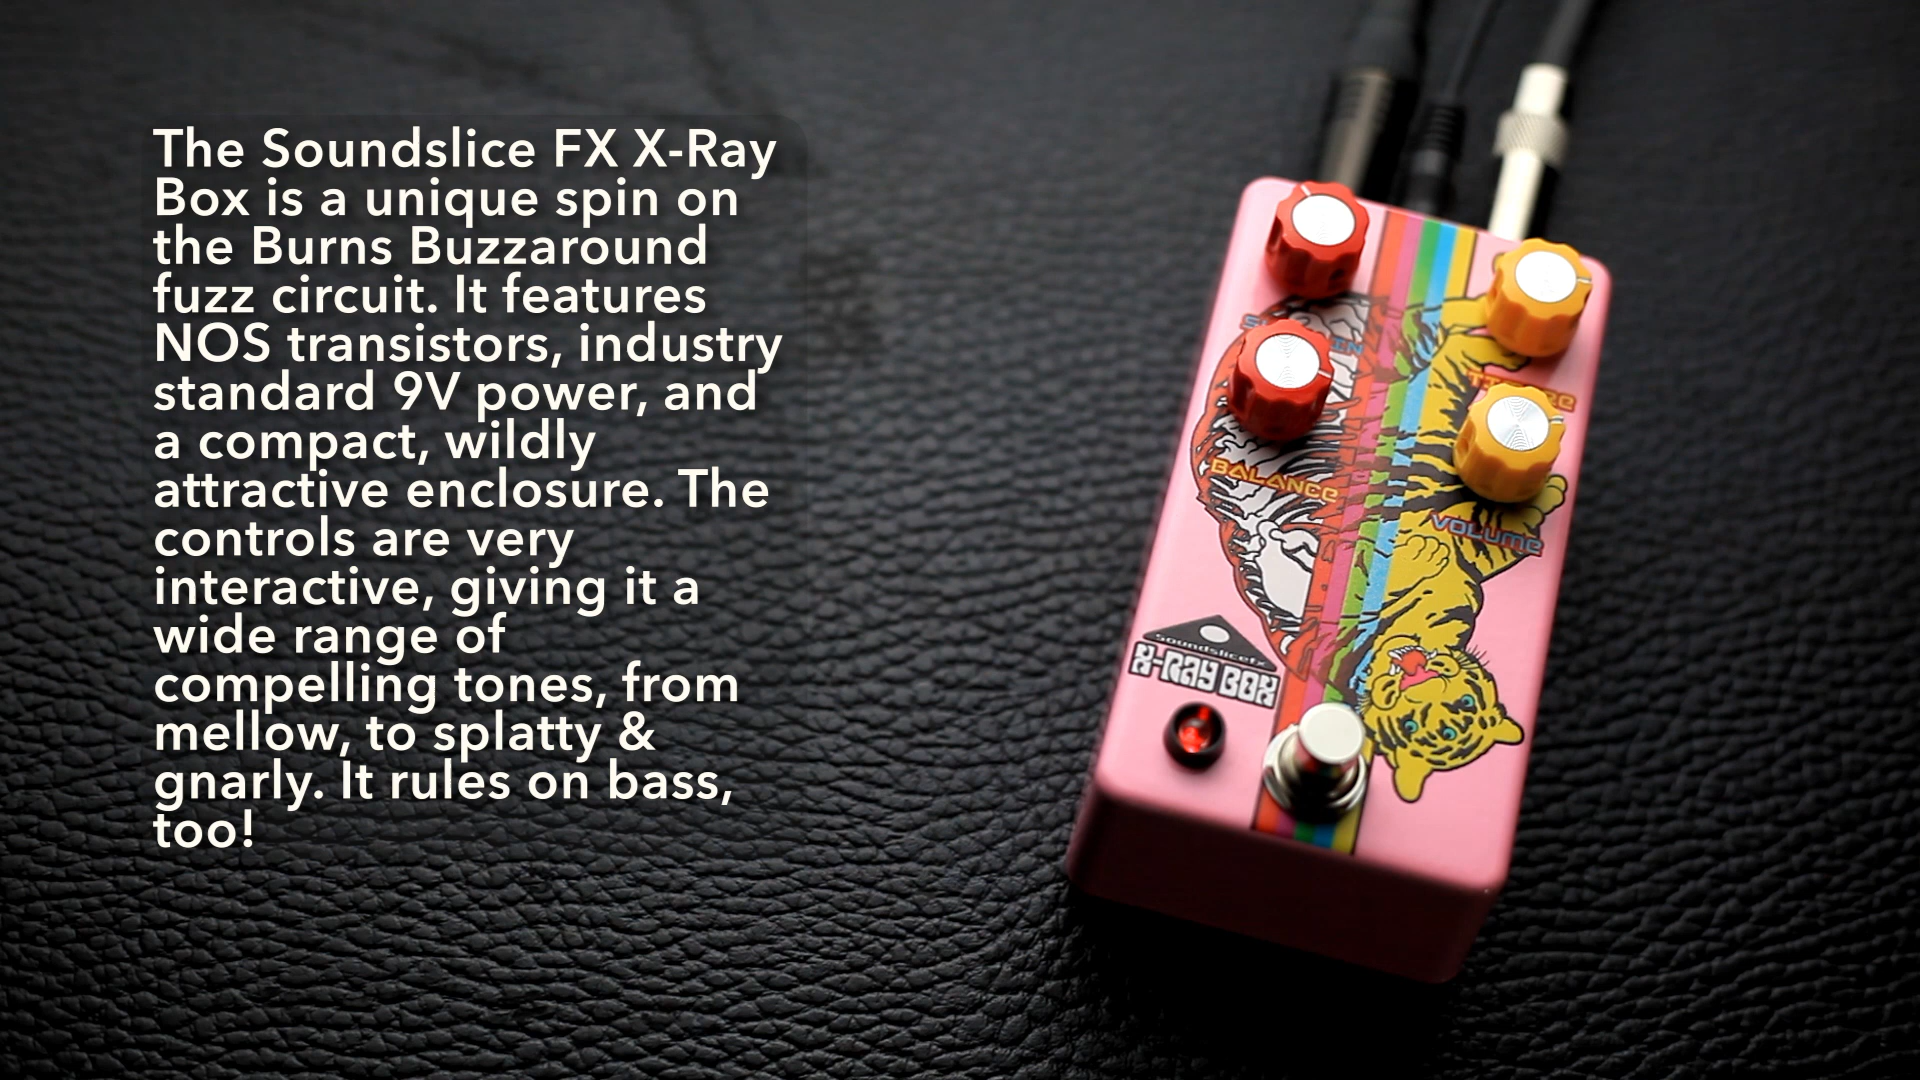 The Soundslice FX X-Ray
Box is a unique spin on
the Burns Buzzaround
fuzz circuit. It features
NOS transistors, industry
standard 9V power, and
a compact, wildly
attractive enclosure. The
controls are very
interactive, giving it a
wide range of
compelling tones, from
mellow, to splatty &
gnarly. It rules on bass,
too!
BALANCE
VOLUME
soundslicefx
X-RAY BOX